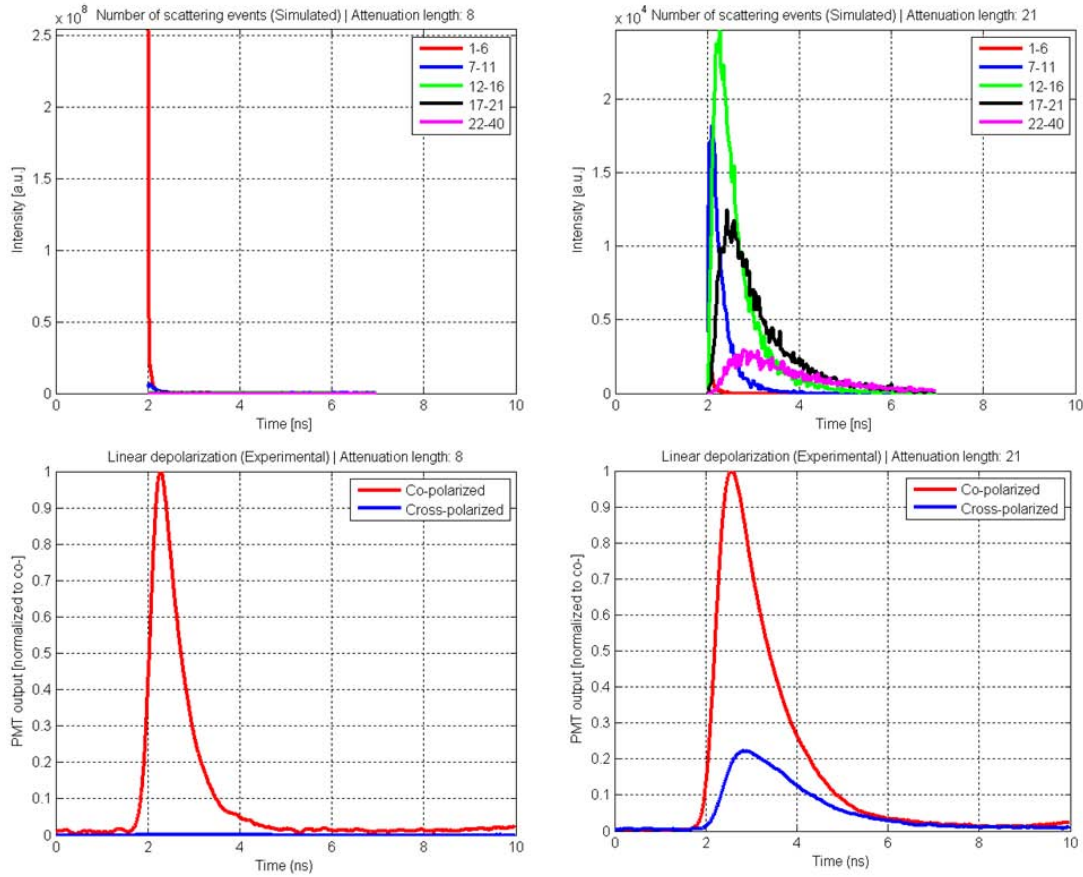 Number of scattering events (Simulated) | Attenuation length: 8
x 10^8
2.5
2
1.5
1
0.5
0
Intensity [a.u.]
1-6
7-11
12-16
17-21
22-40
0 2 4 6 8 10
Time [ns]
Number of scattering events (Simulated) | Attenuation length: 21
x 10^4
2
1.5
1
0.5
0
Intensity [a.u.]
1-6
7-11
12-16
17-21
22-40
0 2 4 6 8 10
Time [ns]
Linear depolarization (Experimental) | Attenuation length: 8
1
0.9
0.8
0.7
0.6
0.5
0.4
0.3
0.2
0.1
0
PMT output [normalized to co-]
Co-polarized
Cross-polarized
0 2 4 6 8 10
Time (ns)
Linear depolarization (Experimental) | Attenuation length: 21
1
0.9
0.8
0.7
0.6
0.5
0.4
0.3
0.2
0.1
0
PMT output [normalized to co-]
Co-polarized
Cross-polarized
0 2 4 6 8 10
Time (ns)